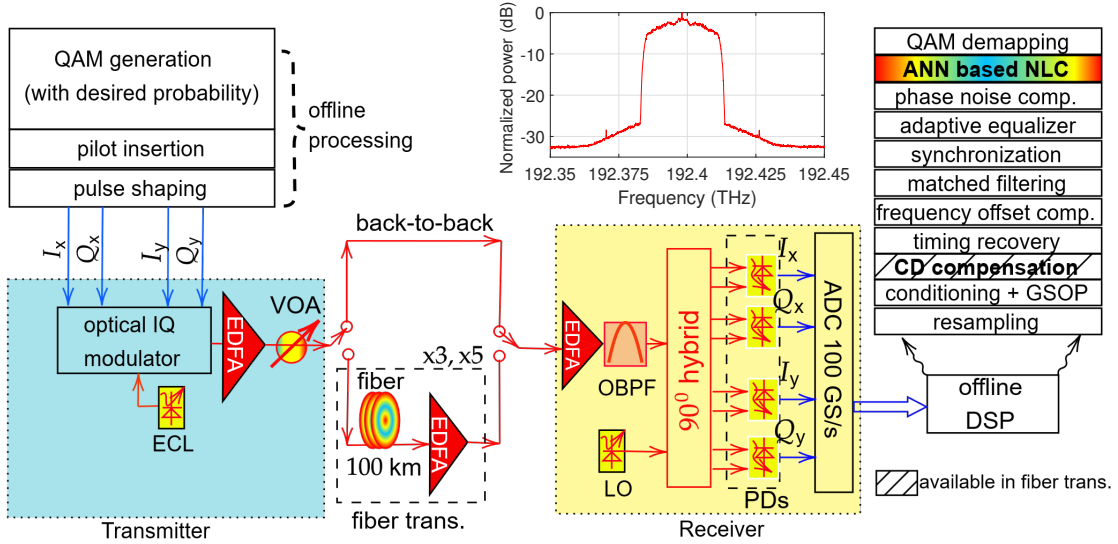 QAM generation
(with desired probability)
pilot insertion
pulse shaping
offline
processing
Ix
Qx
Iy
Qy
optical IQ
modulator
ECL
EDFA
VOA
Transmitter
back-to-back
x3, x5
fiber
100 km
EDFA
fiber trans.
Normalized power (dB)
0
-10
-20
-30
192.35
192.375
192.4
192.425
192.45
Frequency (THz)
EDFA
OBPF
LO
90⁰ hybrid
Ix
Qx
Iy
Qy
PDs
ADC 100 GS/s
Receiver
QAM demapping
ANN based NLC
phase noise comp.
adaptive equalizer
synchronization
matched filtering
frequency offset comp.
timing recovery
CD compensation
conditioning + GSOP
resampling
offline
DSP
available in fiber trans.